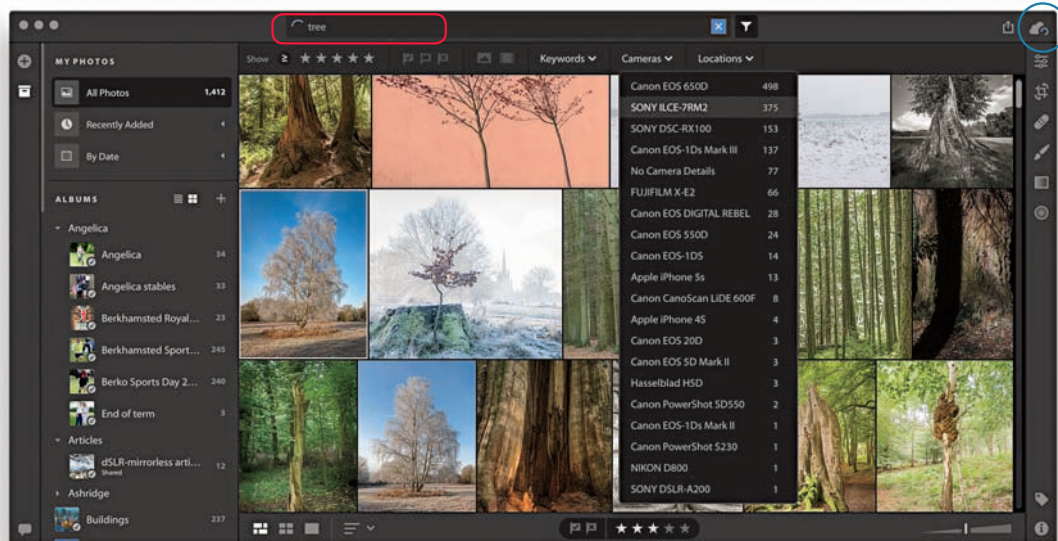 tree
MY PHOTOS
Show ≥ ★★★★★ Keywords Cameras Locations
All Photos 1,412
Recently Added
By Date
ALBUMS
Angelica
Angelica 34
Angelica stables 33
Berkhamsted Royal... 23
Berkhamsted Sport... 245
Berko Sports Day 2... 240
End of term 3
Articles
dSLR-mirrorless arti... 12
Shared
Ashridge
Buildings 237
Canon EOS 650D 498
SONY ILCE-7RM2 375
SONY DSC-RX100 153
Canon EOS-1Ds Mark III 137
No Camera Details 77
FUJIFILM X-E2 66
Canon EOS DIGITAL REBEL 28
Canon EOS 550D 24
Canon EOS-1DS 14
Apple iPhone 5s 13
Canon CanoScan LiDE 600F 8
Apple iPhone 4S 4
Canon EOS 20D 3
Canon EOS 5D Mark II 3
Hasselblad H5D 3
Canon PowerShot SD550 2
Canon EOS-1Ds Mark II 1
Canon PowerShot S230 1
NIKON D800 1
SONY DSLR-A200 1